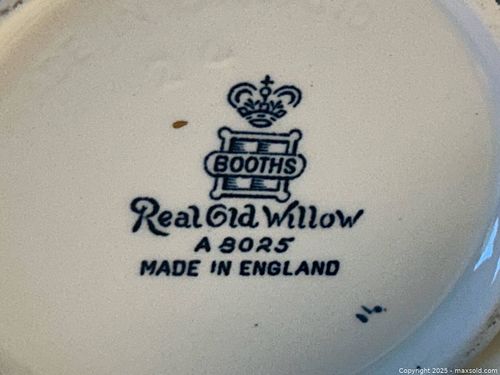 BOOTHS
Real Old Willow
A 8025
MADE IN ENGLAND
Copyright 2025 - maxsold.com